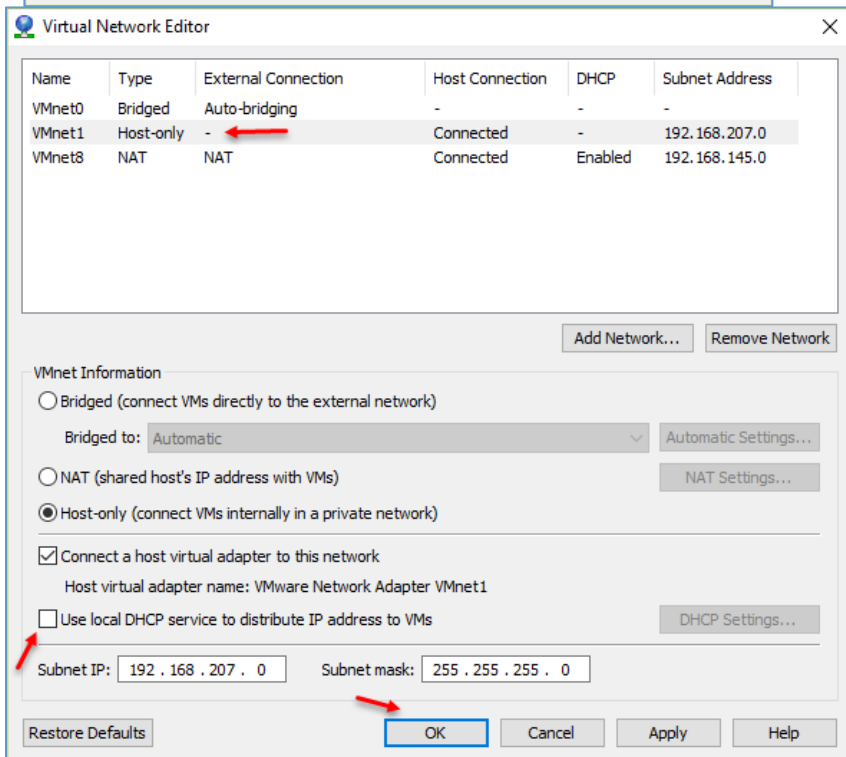 Virtual Network Editor
Name Type External Connection Host Connection DHCP Subnet Address
VMnet0 Bridged Auto-bridging - - -
VMnet1 Host-only - Connected - 192.168.207.0
VMnet8 NAT NAT Connected Enabled 192.168.145.0
Add Network... Remove Network
VMnet Information
Bridged (connect VMs directly to the external network)
Bridged to: Automatic Automatic Settings...
NAT (shared host's IP address with VMs) NAT Settings...
Host-only (connect VMs internally in a private network)
Connect a host virtual adapter to this network
Host virtual adapter name: VMware Network Adapter VMnet1
Use local DHCP service to distribute IP address to VMs DHCP Settings...
Subnet IP: 192 . 168 . 207 . 0 Subnet mask: 255 . 255 . 255 . 0
Restore Defaults OK Cancel Apply Help